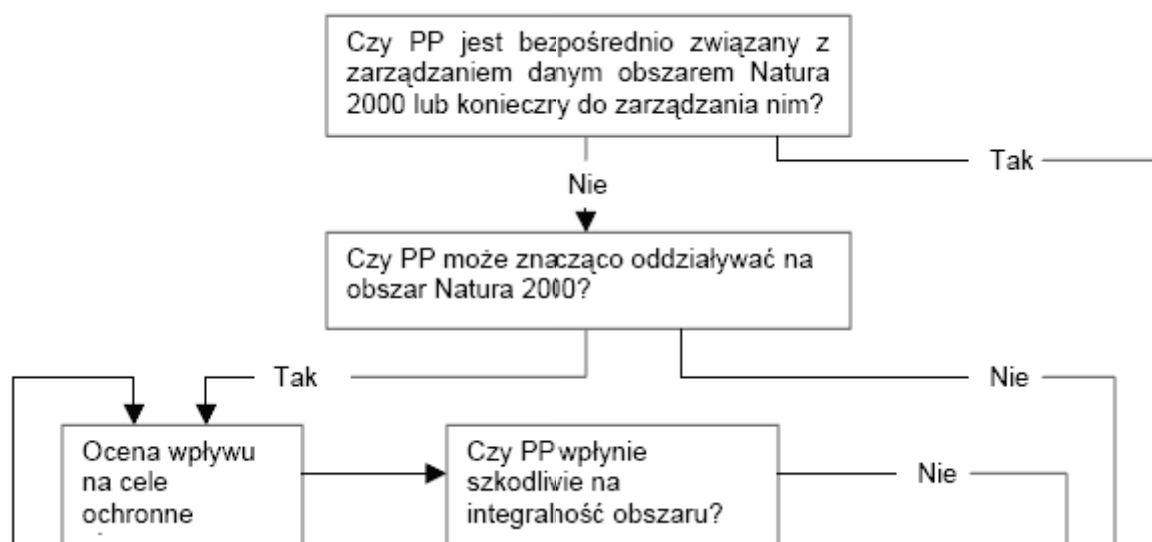 Czy PP jest bezpośrednio związany z
zarządzaniem danym obszarem Natura
2000 lub konieczry do zarządzania nim?
Tak
Nie
Czy PP może znacząco oddziaływać na
obszar Natura 2000?
Tak
Nie
Ocena wpływu
na cele
ochronne
Czy PP wpłynie
szkodlivie na
integralność obszaru?
Nie